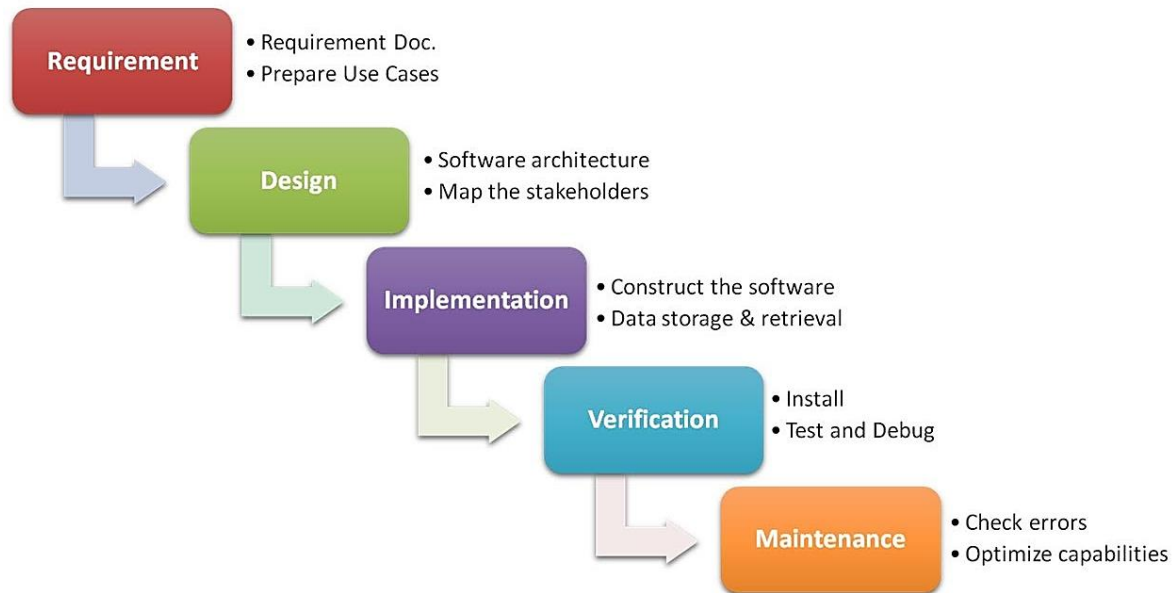 Requirement
• Requirement Doc.
• Prepare Use Cases
Design
• Software architecture
• Map the stakeholders
Implementation
• Construct the software
• Data storage & retrieval
Verification
• Install
• Test and Debug
Maintenance
• Check errors
• Optimize capabilities